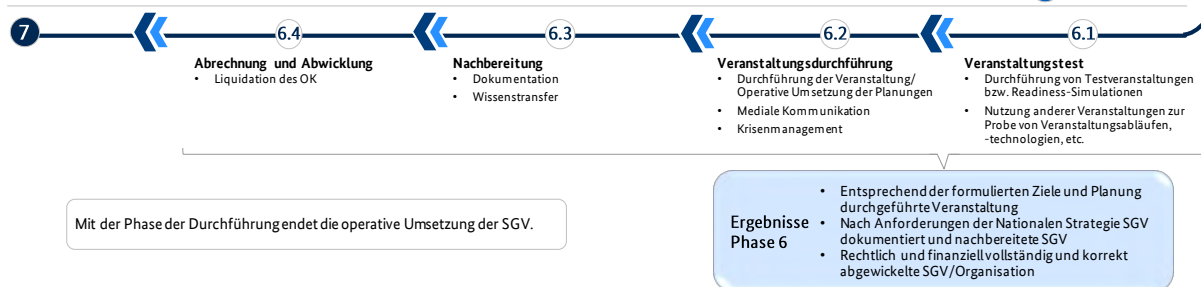 7
6.4
6.3
6.2
6.1
Abrechnung und Abwicklung
• Liquidation des OK
Nachbereitung
• Dokumentation
• Wissenstransfer
Veranstaltungsdurchführung
• Durchführung der Veranstaltung/
Operative Umsetzung der Planungen
• Mediale Kommunikation
• Krisenmanagement
Veranstaltungstest
• Durchführung von Testveranstaltungen
bzw. Readiness-Simulationen
• Nutzung anderer Veranstaltungen zur
Probe von Veranstaltungsabläufen,
-technologien, etc.
Mit der Phase der Durchführung endet die operative Umsetzung der SGV.
Ergebnisse
Phase 6
• Entsprechend der formulierten Ziele und Planung
durchgeführte Veranstaltung
• Nach Anforderungen der Nationalen Strategie SGV
dokumentiert und nachbereitete SGV
• Rechtlich und finanziell vollständig und korrekt
abgewickelte SGV/Organisation